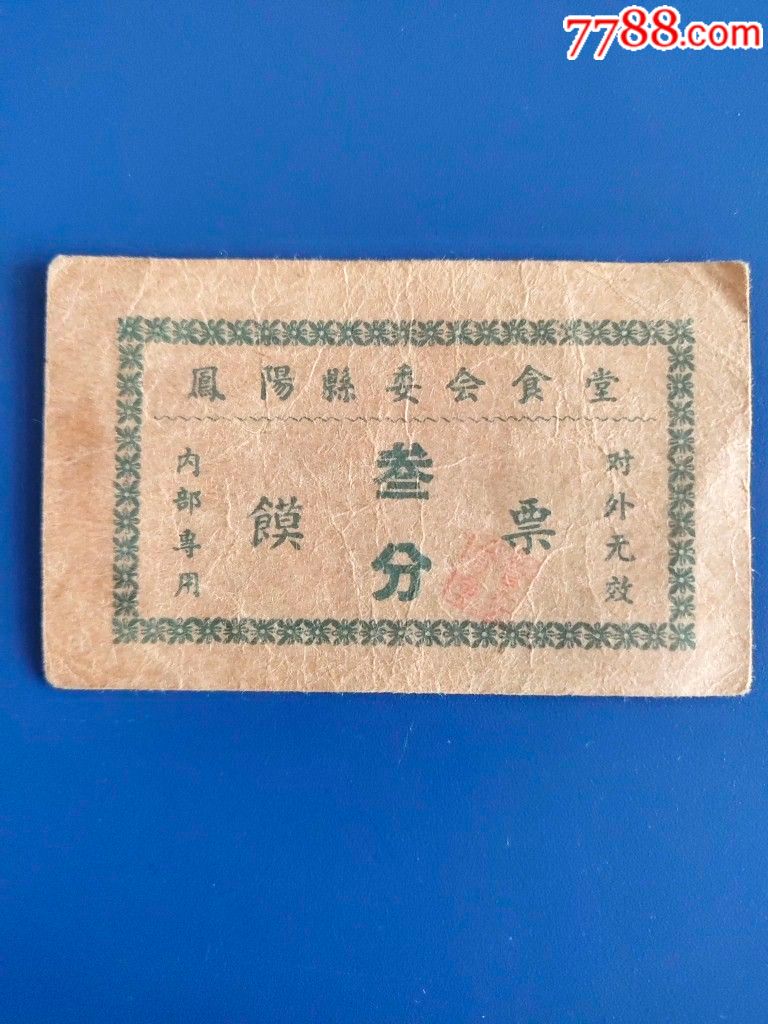 7788.com
鳳陽縣委会食堂
内部専用
饃
叁分
票
对外无效